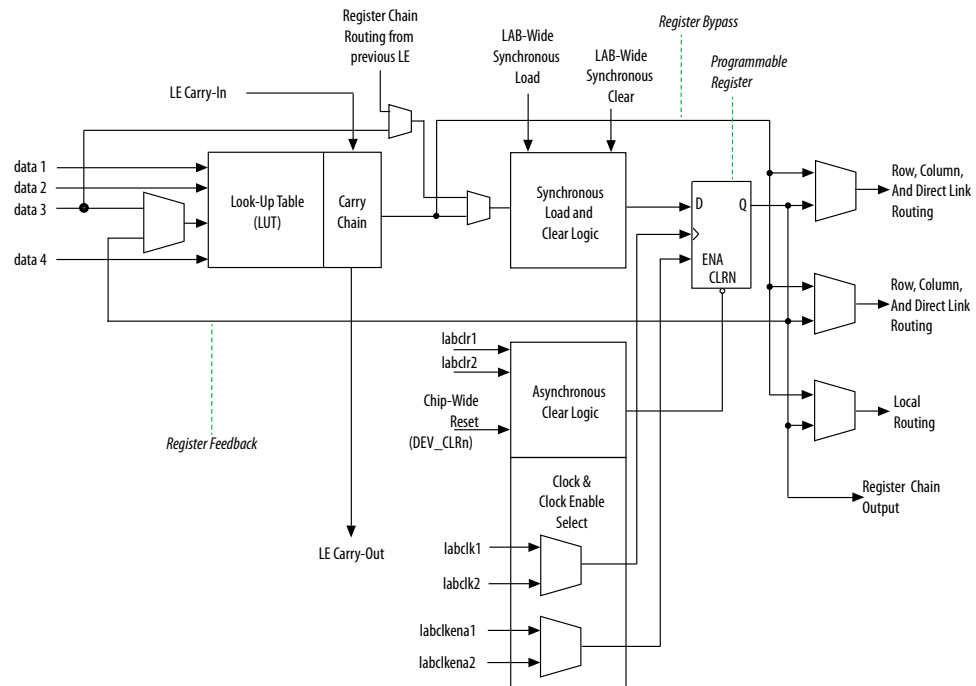 Register Chain
Routing from
previous LE
LAB-Wide
Synchronous
Load
LAB-Wide
Synchronous
Clear
Register Bypass
Programmable
Register
LE Carry-In
data 1
data 2
data 3
data 4
Look-Up Table
(LUT)
Carry
Chain
Synchronous
Load and
Clear Logic
D
Q
ENA
CLRN
Row, Column,
And Direct Link
Routing
Row, Column,
And Direct Link
Routing
Local
Routing
Register Chain
Output
Register Feedback
labclr1
labclr2
Chip-Wide
Reset
(DEV_CLRn)
Asynchronous
Clear Logic
Clock &
Clock Enable
Select
LE Carry-Out
labclk1
labclk2
labclkena1
labclkena2